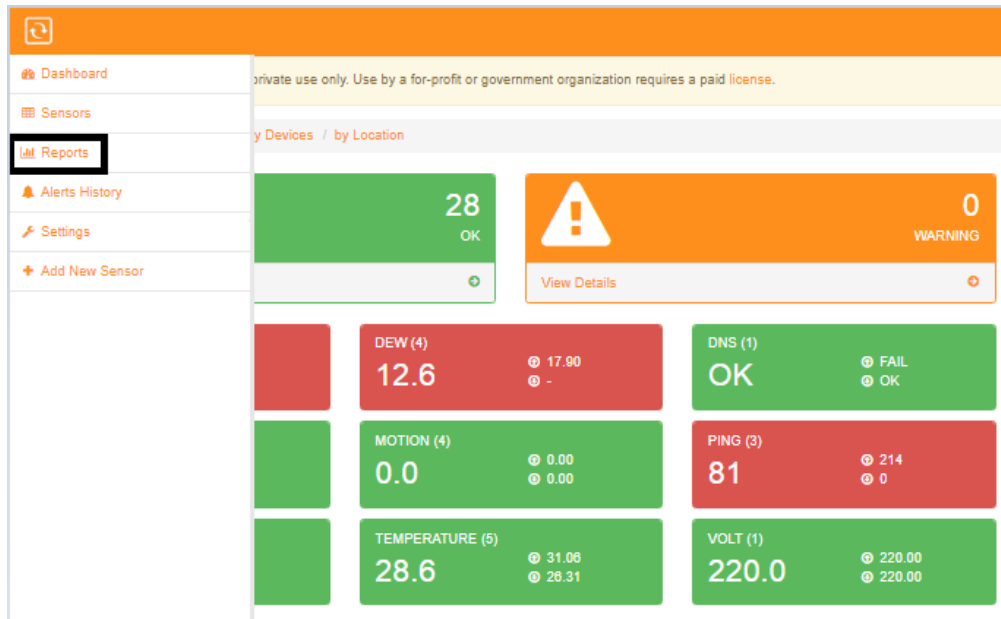 Dashboard
Sensors
Reports
Alerts History
Settings
Add New Sensor
private use only. Use by a for-profit or government organization requires a paid license.
y Devices / by Location
28
OK
0
WARNING
View Details
DEW (4)
12.6
17.90
-
DNS (1)
OK
FAIL
OK
MOTION (4)
0.0
0.00
0.00
PING (3)
81
214
0
TEMPERATURE (5)
28.6
31.06
26.31
VOLT (1)
220.0
220.00
220.00